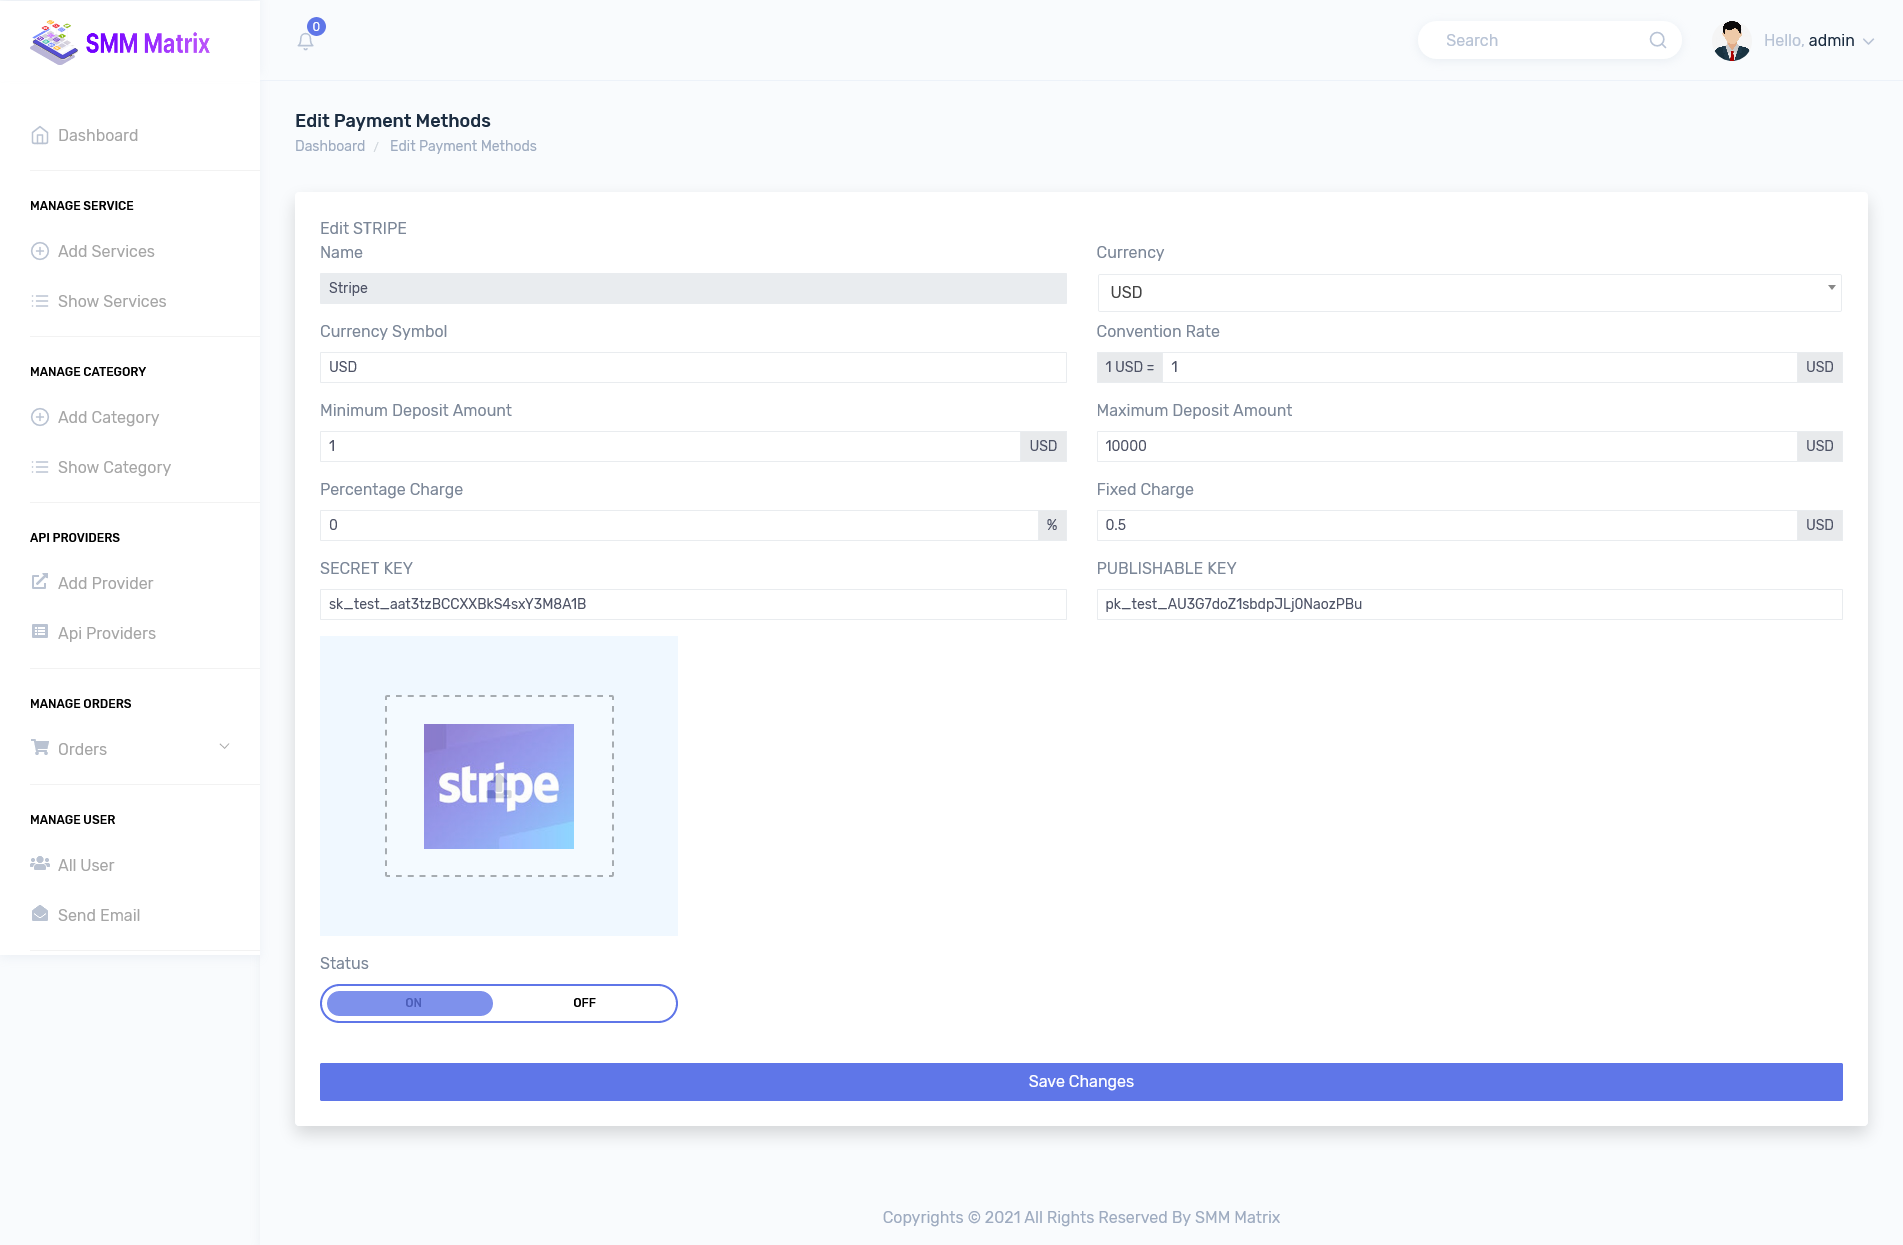 SMM Matrix
0
Search
Hello, admin
Dashboard
MANAGE SERVICE
Add Services
Show Services
MANAGE CATEGORY
Add Category
Show Category
API PROVIDERS
Add Provider
Api Providers
MANAGE ORDERS
Orders
MANAGE USER
All User
Send Email
Edit Payment Methods
Dashboard / Edit Payment Methods
Edit STRIPE
Name
Currency
Stripe
USD
Currency Symbol
Convention Rate
USD
1 USD = 1 USD
Minimum Deposit Amount
Maximum Deposit Amount
1 USD
10000 USD
Percentage Charge
Fixed Charge
0 %
0.5 USD
SECRET KEY
PUBLISHABLE KEY
sk_test_aat3tzBCCXXBkS4sxY3M8A1B
pk_test_AU3G7doZ1sbdpJLj0NaozPBu
stripe
Status
ON OFF
Save Changes
Copyrights © 2021 All Rights Reserved By SMM Matrix